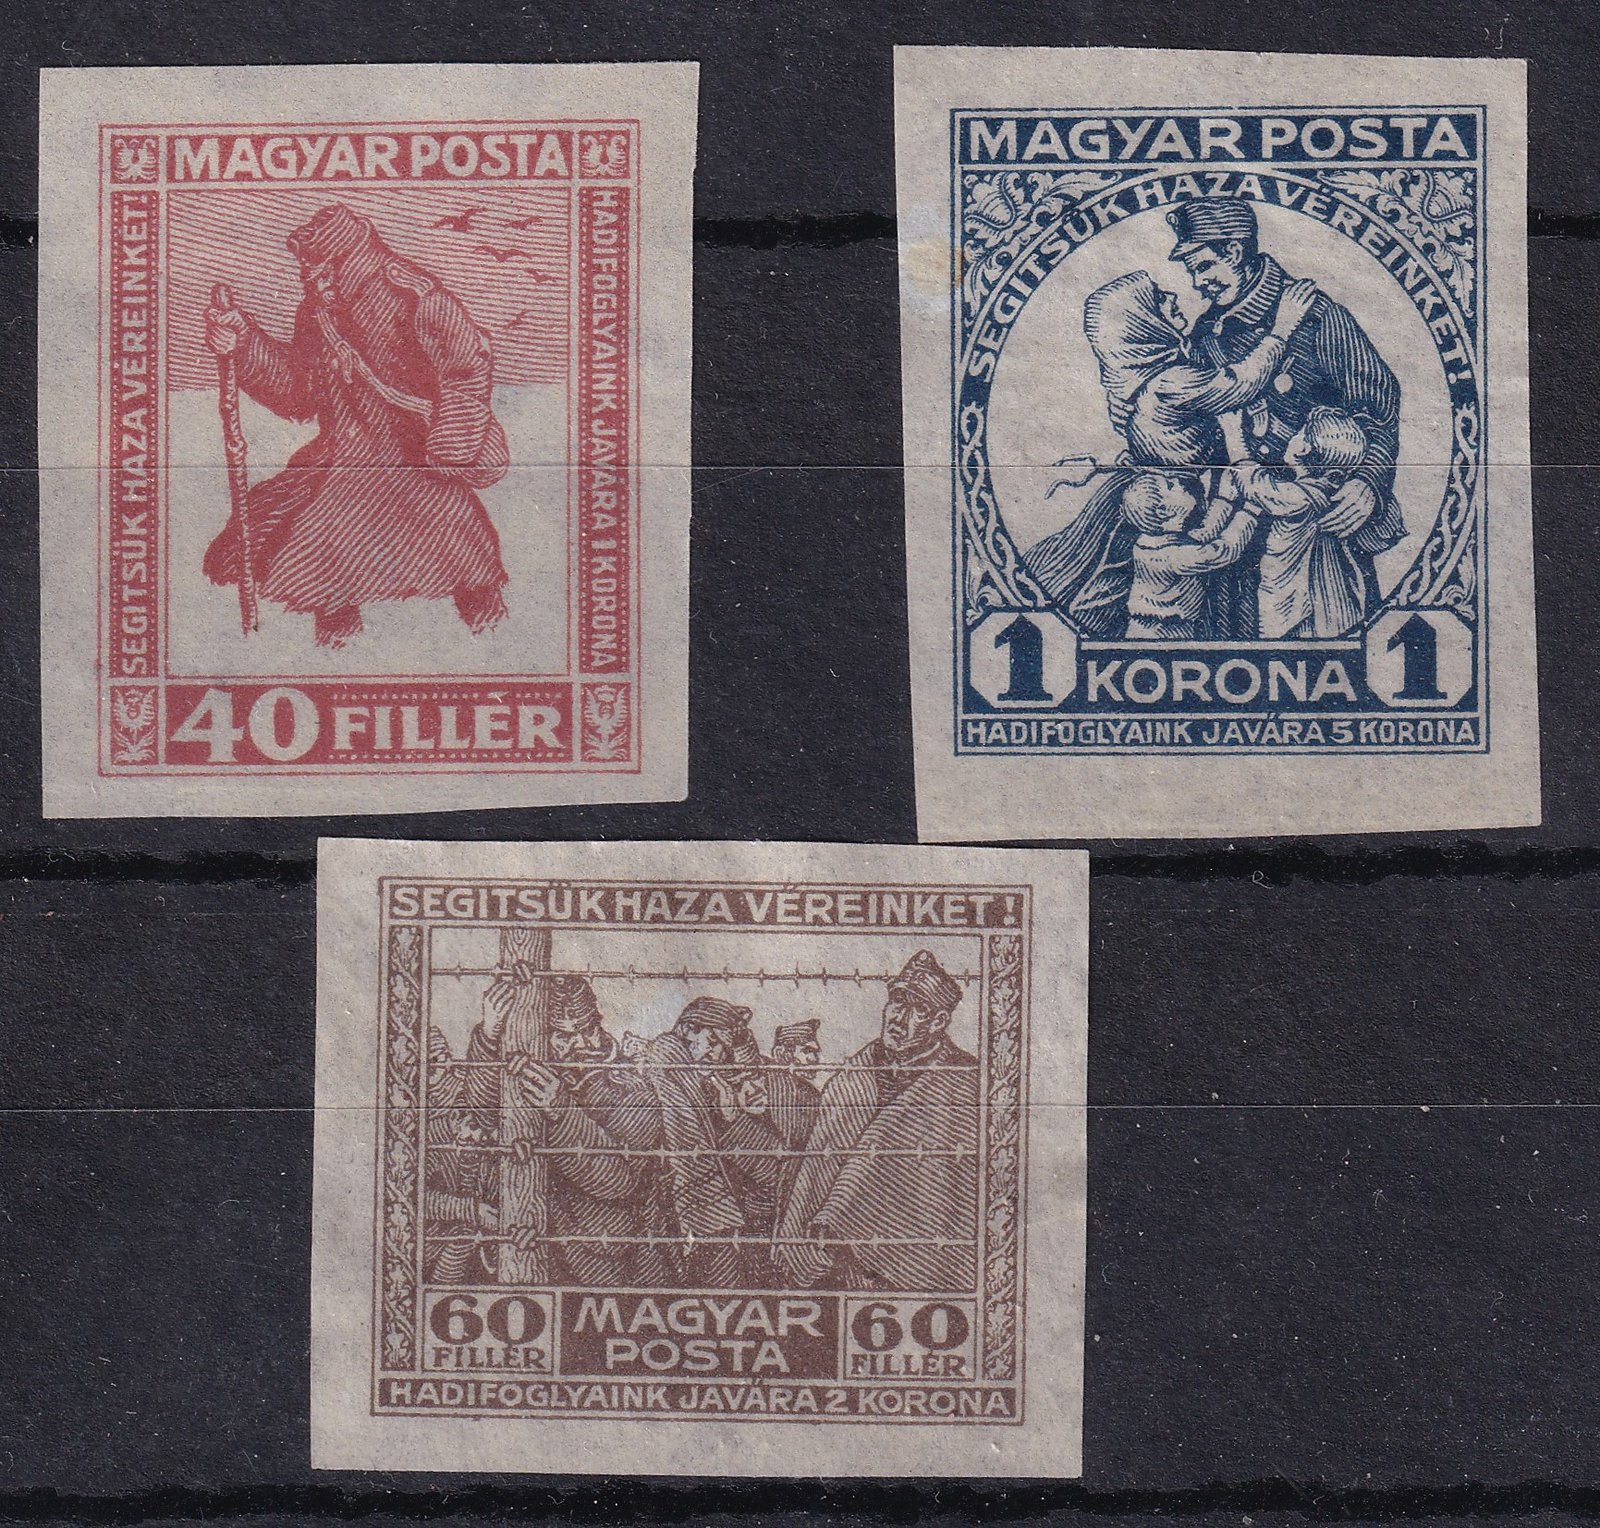 MAGYAR POSTA
SEGITSÜK HAZA VÉREINKET!
HADIFOGLYAINK JAVÁRA 1 KORONA
40 FILLÉR
MAGYAR POSTA
SEGITSÜK HAZA VÉREINKET!
1 KORONA 1
HADIFOGLYAINK JAVÁRA 5 KORONA
SEGITSÜK HAZA VÉREINKET!
60 FILLÉR
MAGYAR
POSTA
60 FILLÉR
HADIFOGLYAINK JAVÁRA 2 KORONA